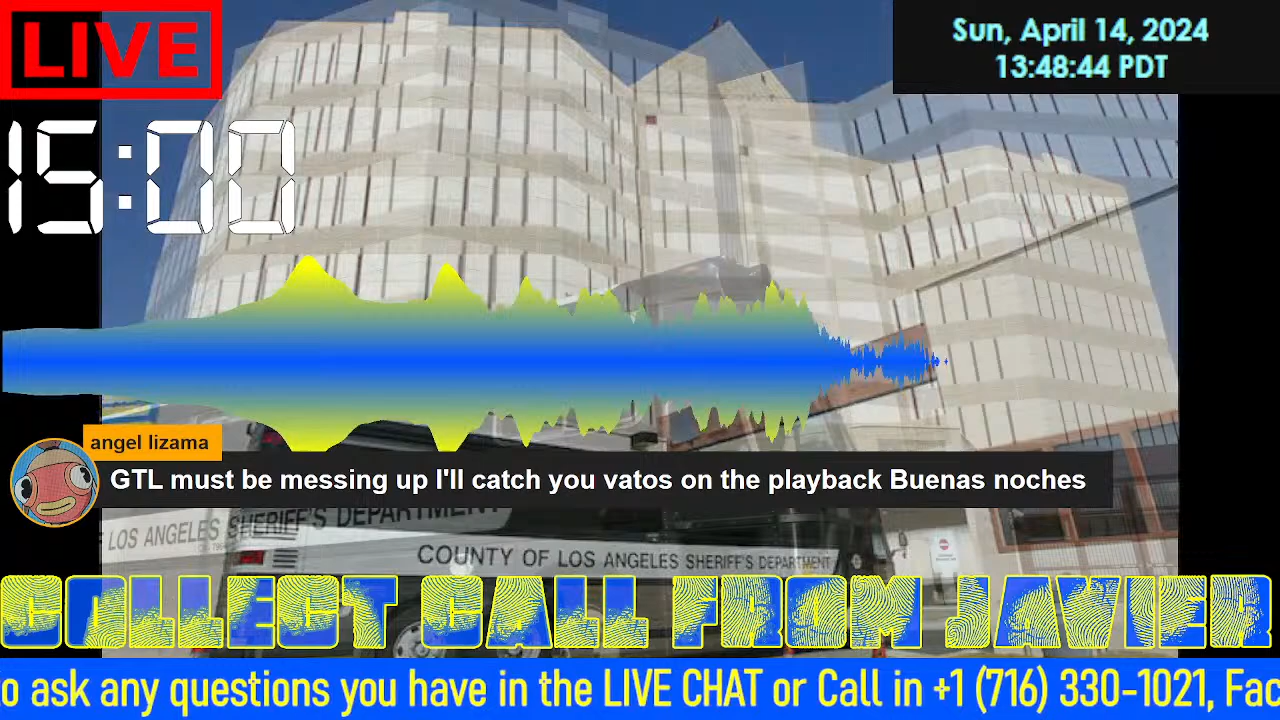 LIVE
Sun, April 14, 2024
13:48:44 PDT
15:00
angel lizama
GTL must be messing up I'll catch you vatos on the playback Buenas noches
LOS ANGELES SHERIFF'S DEPARTMENT
COUNTY OF LOS ANGELES SHERIFF'S DEPARTMENT
COLLECT CALL FROM JAVIER
to ask any questions you have in the LIVE CHAT or Call in +1 (716) 330-1021, Fac